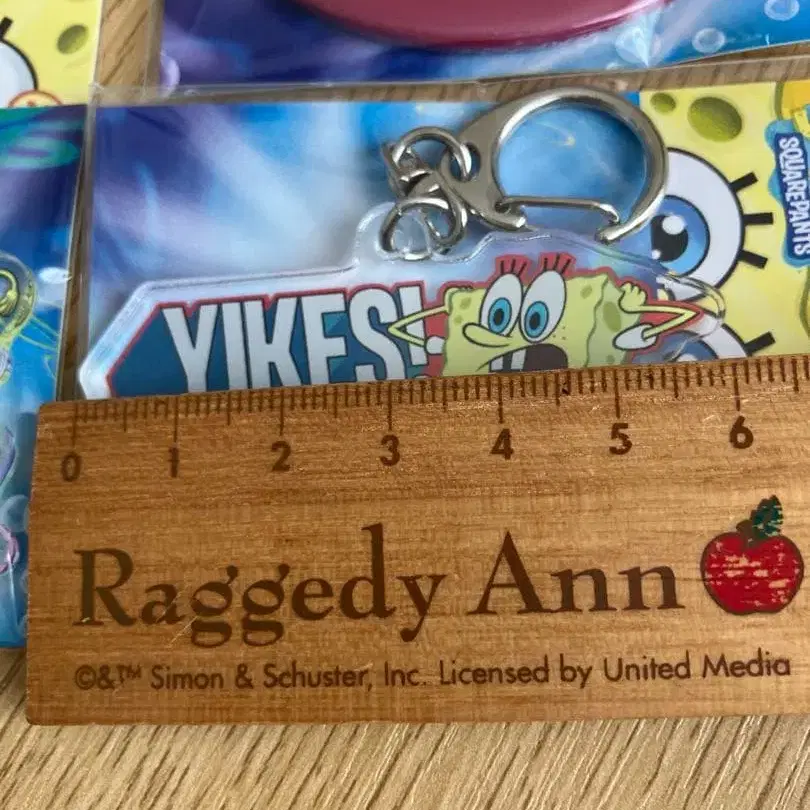 SQUAREPANTS
YIKES!
0 1 2 3 4 5 6
Raggedy Ann
©&™ Simon & Schuster, Inc. Licensed by United Media